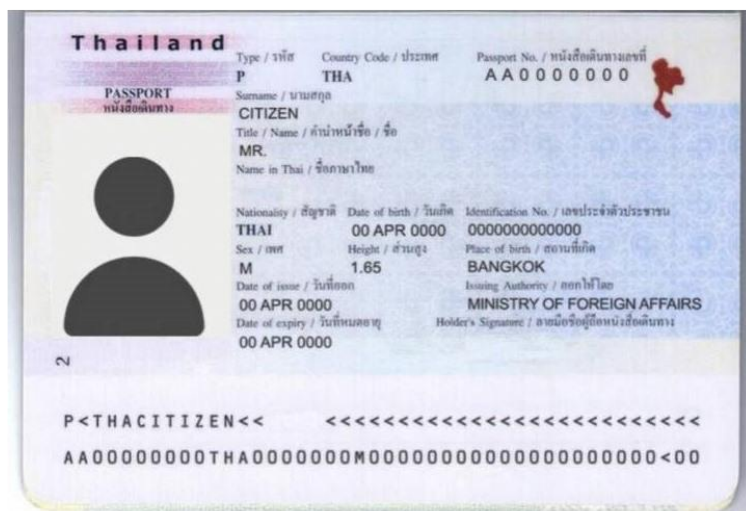 Thailand
PASSPORT
หนังสือเดินทาง
Type / รหัส Country Code / ประเทศ Passport No. / หนังสือเดินทางเลขที่
P THA AA0000000
Surname / นามสกุล
CITIZEN
Title / Name / คำนำหน้าชื่อ / ชื่อ
MR.
Name in Thai / ชื่อภาษาไทย
Nationality / สัญชาติ Date of birth / วันเกิด Identification No. / เลขประจำตัวประชาชน
THAI 00 APR 0000 0000000000000
Sex / เพศ Height / ส่วนสูง Place of birth / สถานที่เกิด
M 1.65 BANGKOK
Date of issue / วันที่ออก Issuing Authority / ออกให้โดย
00 APR 0000 MINISTRY OF FOREIGN AFFAIRS
Date of expiry / วันที่หมดอายุ Holder's Signature / ลายมือชื่อผู้ถือหนังสือเดินทาง
00 APR 0000
2
P<THACITIZEN<< <<<<<<<<<<<<<<<<<<<<<<<<<<
AA00000000THA0000000M0000000000000000000000<00